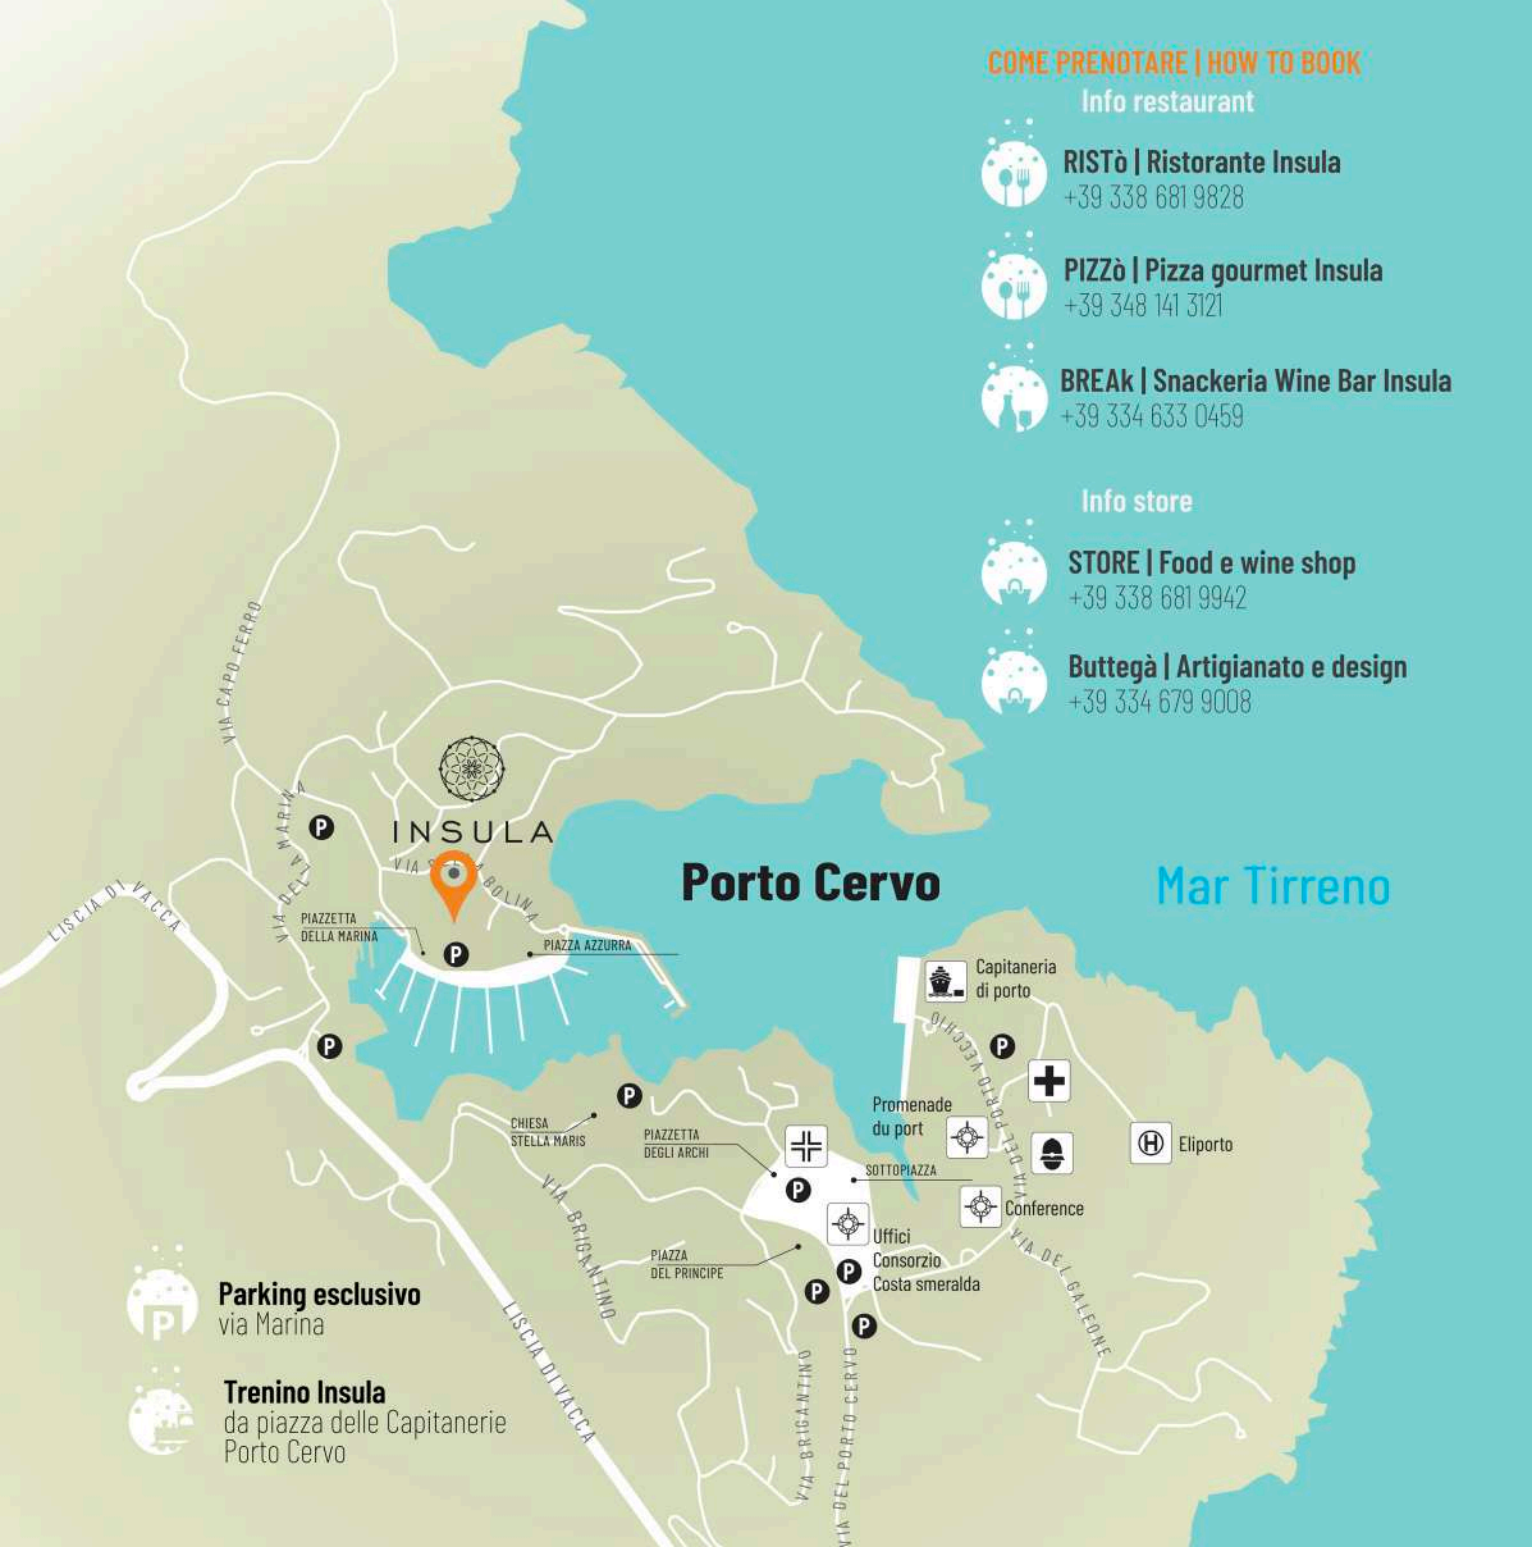 COME PRENOTARE | HOW TO BOOK
Info restaurant
RISTò | Ristorante Insula
+39 338 681 9828
PIZZò | Pizza gourmet Insula
+39 348 141 3121
BREAk | Snackeria Wine Bar Insula
+39 334 633 0459
Info store
STORE | Food e wine shop
+39 338 681 9942
Buttegà | Artigianato e design
+39 334 679 9008
VIA CAPO FERRO
VIA DELLA MARINA
P
INSULA
VIA DELLA BOLINA
LISCIA DI VACCA
PIAZZETTA
DELLA MARINA
P
PIAZZA AZZURRA
Porto Cervo
Mar Tirreno
Capitaneria
di porto
P
P
VIA DEL PORTO VECCHIO
P
CHIESA
STELLA MARIS
PIAZZETTA
DEGLI ARCHI
Promenade
du port
H
Eliporto
SOTTOPIAZZA
P
Conference
VIA BRIGANTINO
PIAZZA
DEL PRINCIPE
Uffici
Consorzio
Costa smeralda
P
P
P
VIA DEL GALEONE
LISCIA DI VACCA
VIA BRIGANTINO
VIA DEL PORTO CERVO
P
Parking esclusivo
via Marina
Trenino Insula
da piazza delle Capitanerie
Porto Cervo